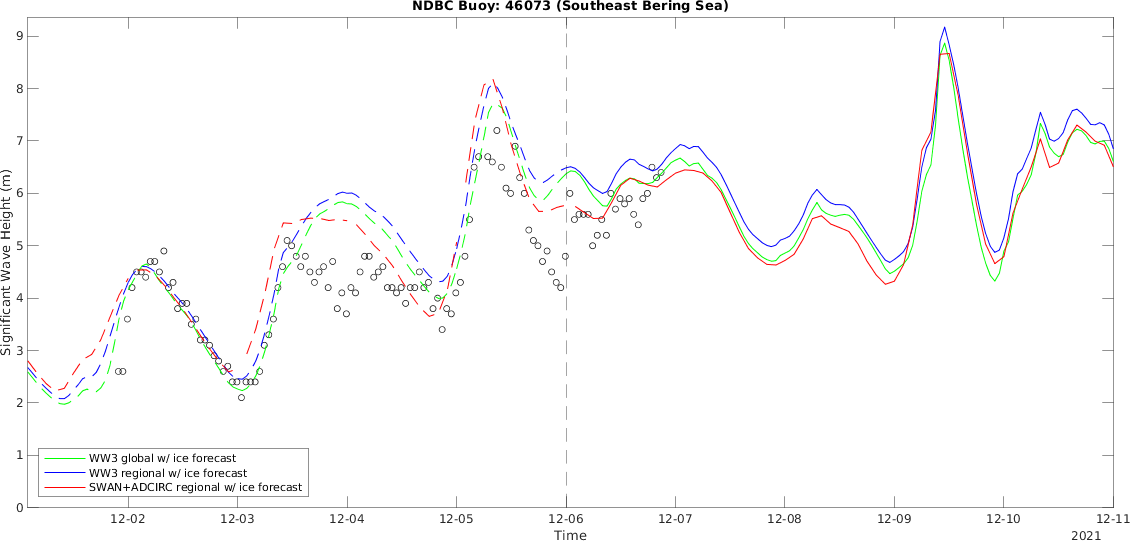 NDBC Buoy: 46073 (Southeast Bering Sea)
9
8
7
6
5
4
3
2
1
0
Significant Wave Height (m)
WW3 global w/ ice forecast
WW3 regional w/ ice forecast
SWAN+ADCIRC regional w/ ice forecast
12-02 12-03 12-04 12-05 12-06 12-07 12-08 12-09 12-10 12-11
Time
2021